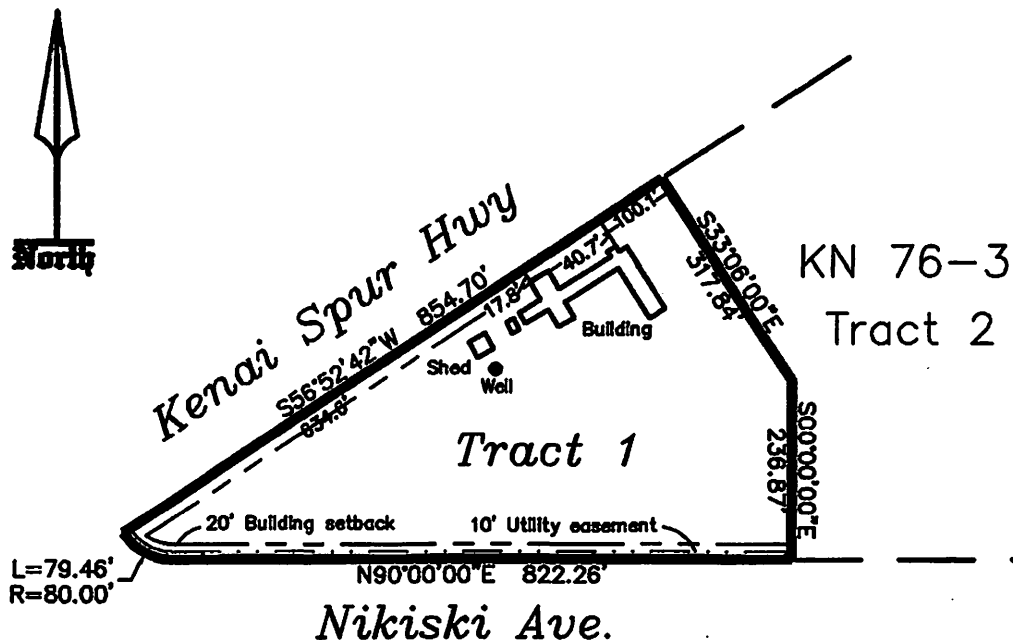 North
Kenai Spur Hwy
S56°52'42"W 854.70'
17.8'
40.7'
100.1'
S33°06'00"E
317.84'
KN 76-3
Tract 2
Building
Shed
Well
Tract 1
S00°00'00"E
236.87'
20' Building setback
10' Utility easement
L=79.46'
R=80.00'
N90°00'00"E 822.26'
Nikiski Ave.